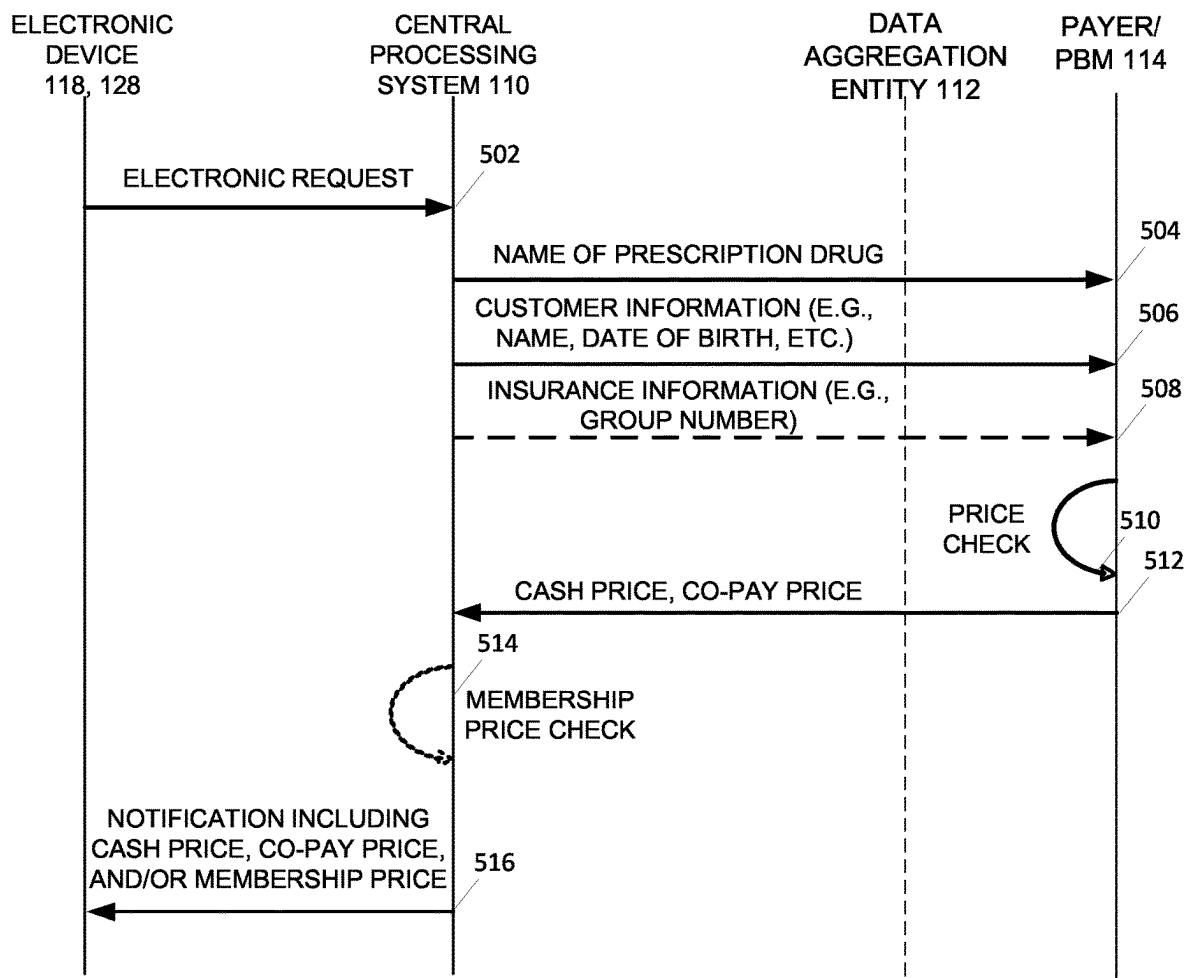 ELECTRONIC
DEVICE
118, 128
CENTRAL
PROCESSING
SYSTEM 110
DATA
AGGREGATION
ENTITY 112
PAYER/
PBM 114
502
ELECTRONIC REQUEST
504
NAME OF PRESCRIPTION DRUG
506
CUSTOMER INFORMATION (E.G.,
NAME, DATE OF BIRTH, ETC.)
508
INSURANCE INFORMATION (E.G.,
GROUP NUMBER)
PRICE
CHECK
510
512
CASH PRICE, CO-PAY PRICE
514
MEMBERSHIP
PRICE CHECK
NOTIFICATION INCLUDING
CASH PRICE, CO-PAY PRICE,
AND/OR MEMBERSHIP PRICE
516